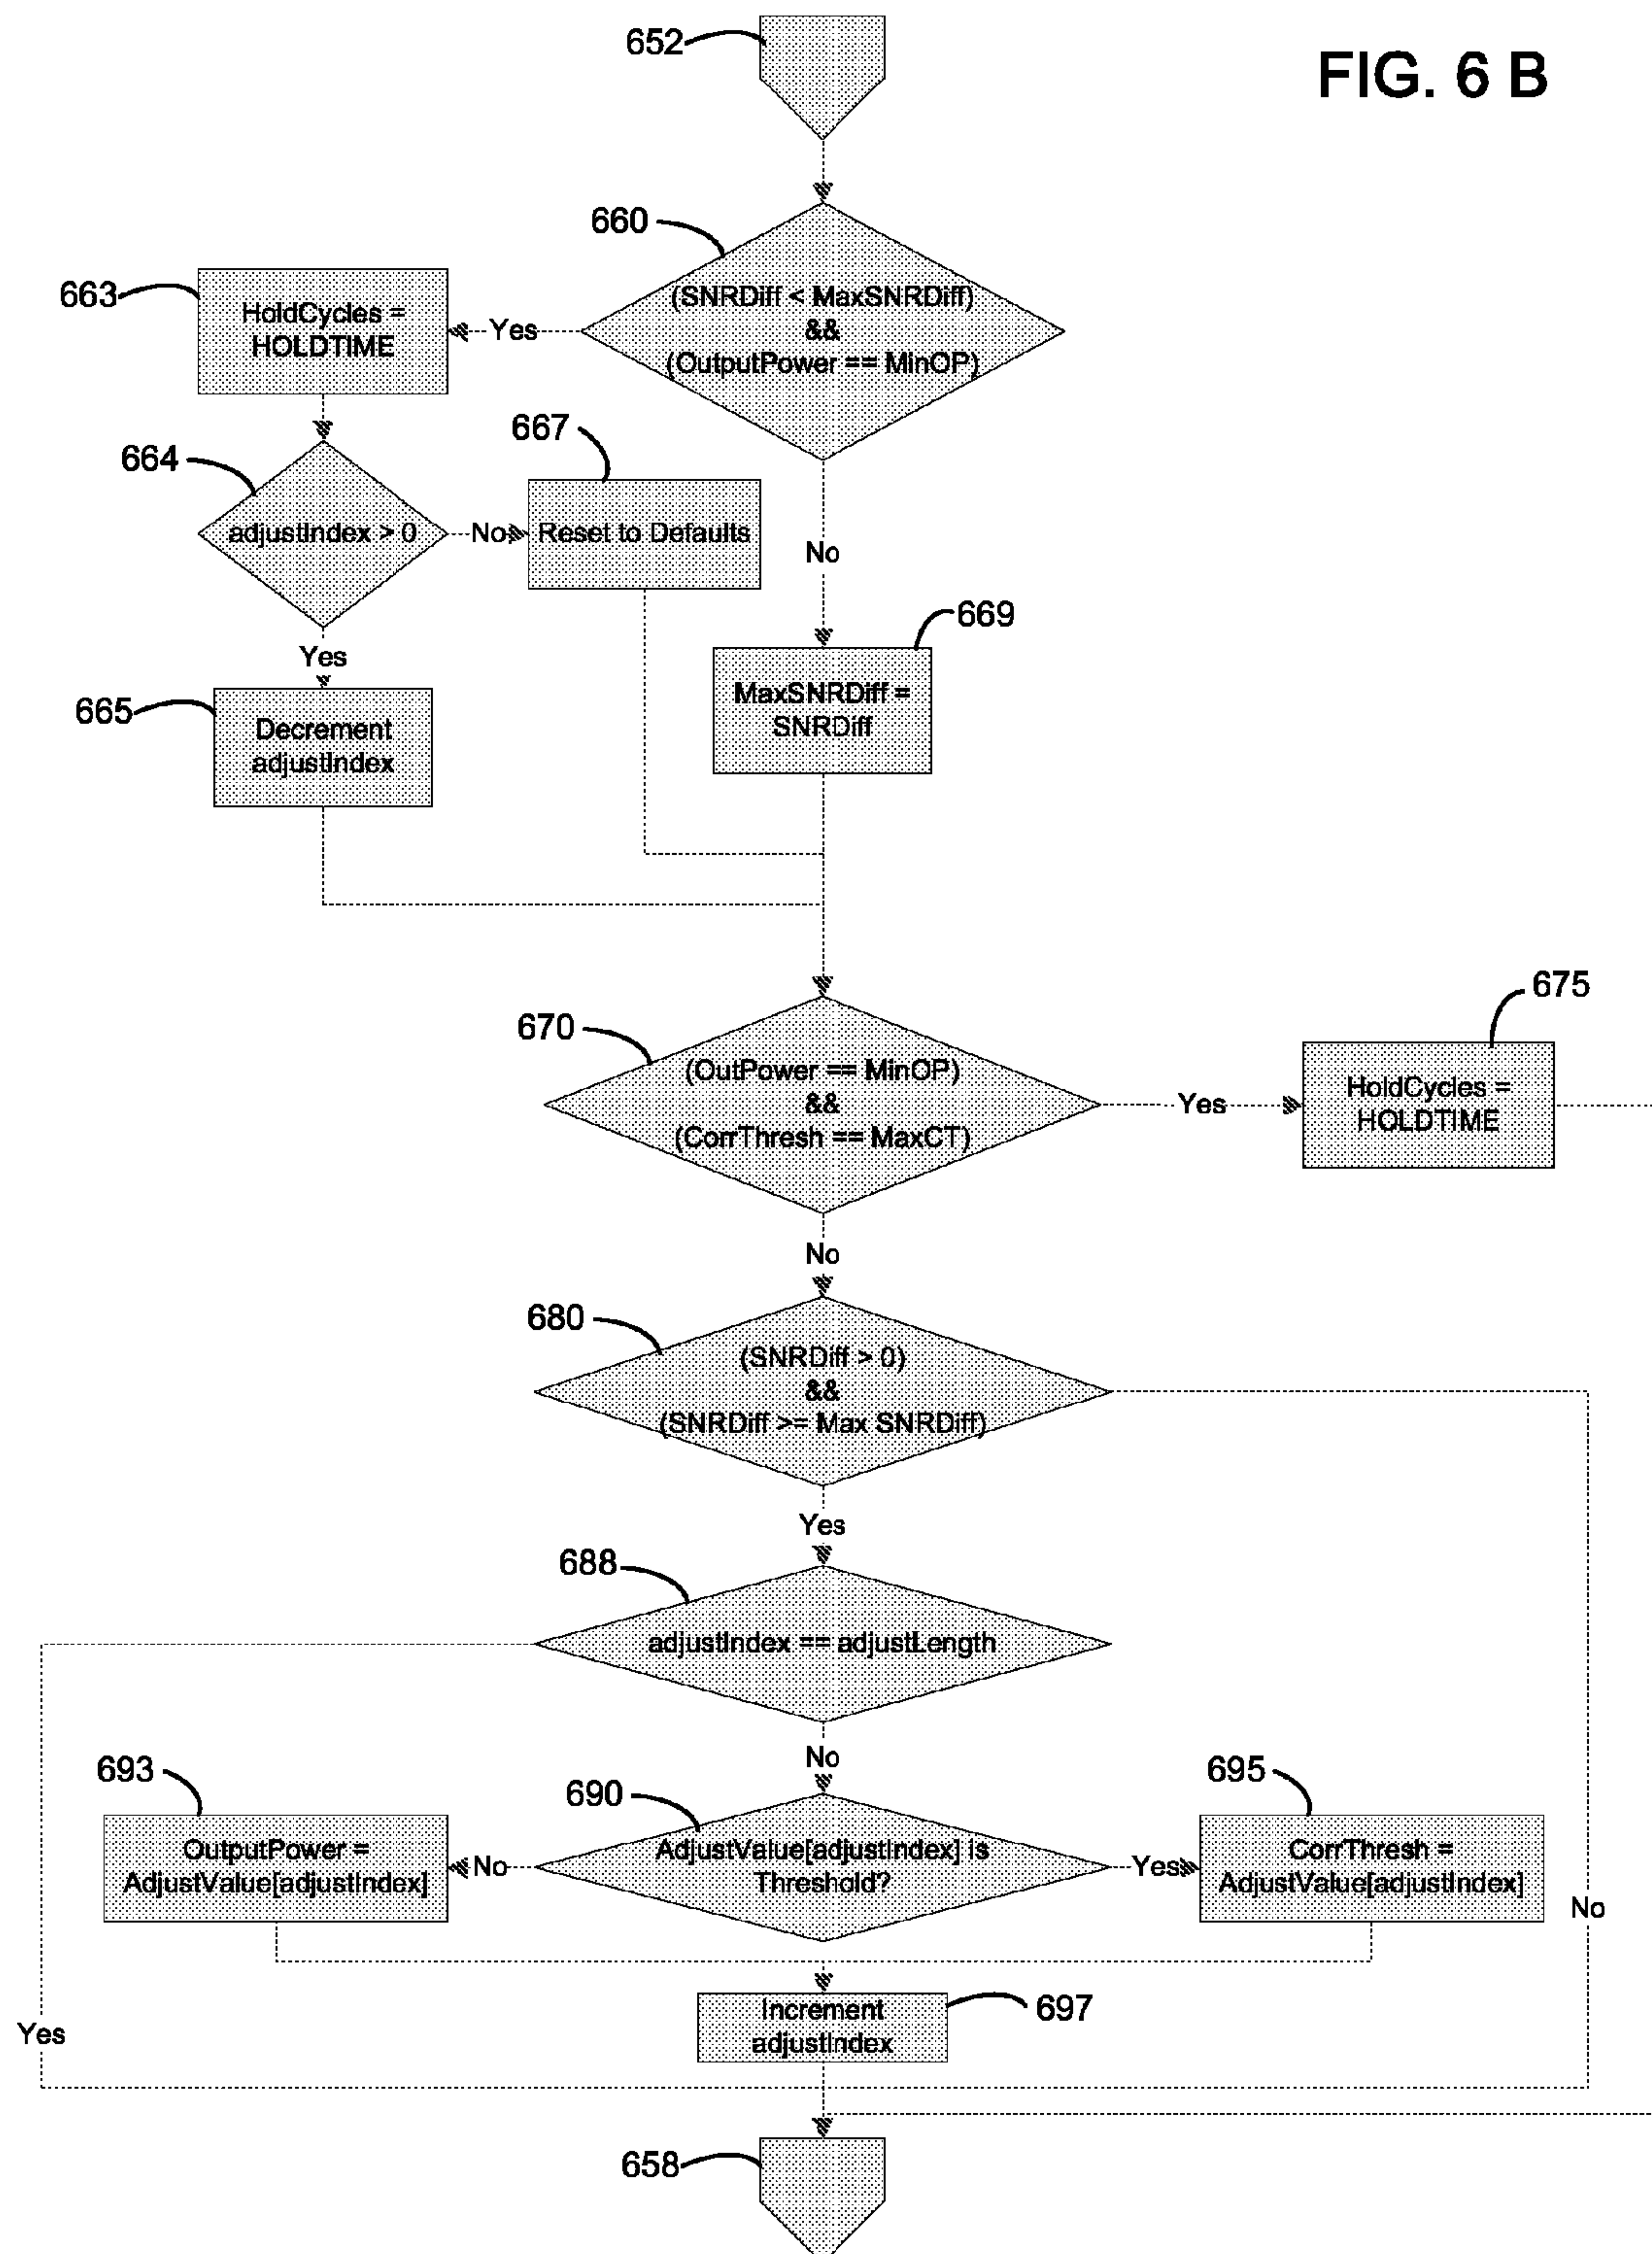 652
FIG. 6 B
660
(SNRDiff < MaxSNRDiff)
&&
(OutputPower == MinOP)
Yes
663
HoldCycles =
HOLDTIME
664
adjustIndex > 0
No
667
Reset to Defaults
No
669
MaxSNRDiff =
SNRDiff
Yes
665
Decrement
adjustIndex
670
(OutPower == MinOP)
&&
(CorrThresh == MaxCT)
Yes
675
HoldCycles =
HOLDTIME
No
680
(SNRDiff > 0)
&&
(SNRDiff >= Max SNRDiff)
Yes
688
adjustIndex == adjustLength
No
693
OutputPower =
AdjustValue[adjustIndex]
No
690
AdjustValue[adjustIndex] is
Threshold?
Yes
695
CorrThresh =
AdjustValue[adjustIndex]
No
Increment
adjustIndex
697
Yes
658